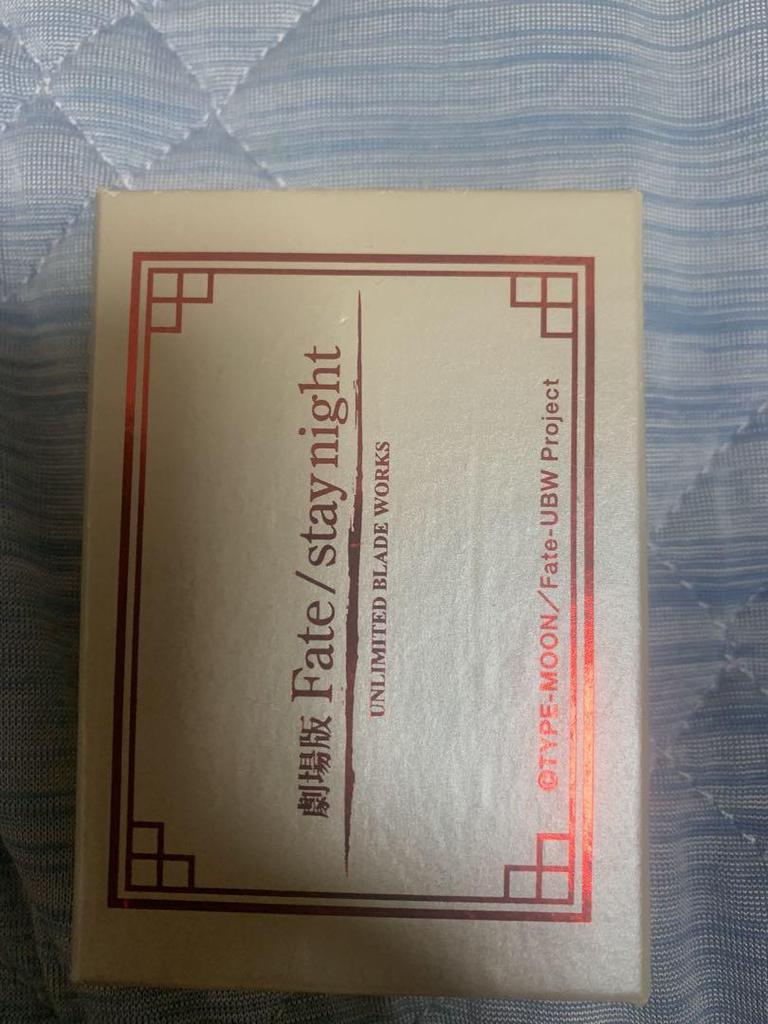 劇場版 Fate/stay night
UNLIMITED BLADE WORKS
©TYPE-MOON／Fate-UBW Project